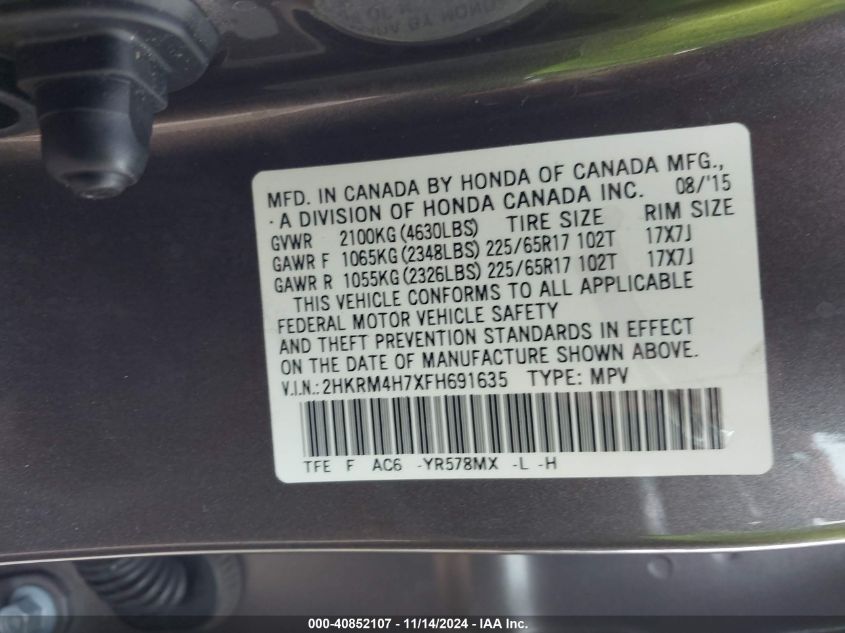 MFD. IN CANADA BY HONDA OF CANADA MFG.,
A DIVISION OF HONDA CANADA INC. 08/'15
GVWR 2100KG (4630LBS) TIRE SIZE RIM SIZE
GAWR F 1065KG (2348LBS) 225/65R17 102T 17X7J
GAWR R 1055KG (2326LBS) 225/65R17 102T 17X7J
THIS VEHICLE CONFORMS TO ALL APPLICABLE
FEDERAL MOTOR VEHICLE SAFETY
AND THEFT PREVENTION STANDARDS IN EFFECT
ON THE DATE OF MANUFACTURE SHOWN ABOVE.
V.I.N.: 2HKRM4H7XFH691635 TYPE: MPV
TFE F AC6 -YR578MX -L -H
000-40852107 - 11/14/2024 - IAA Inc.